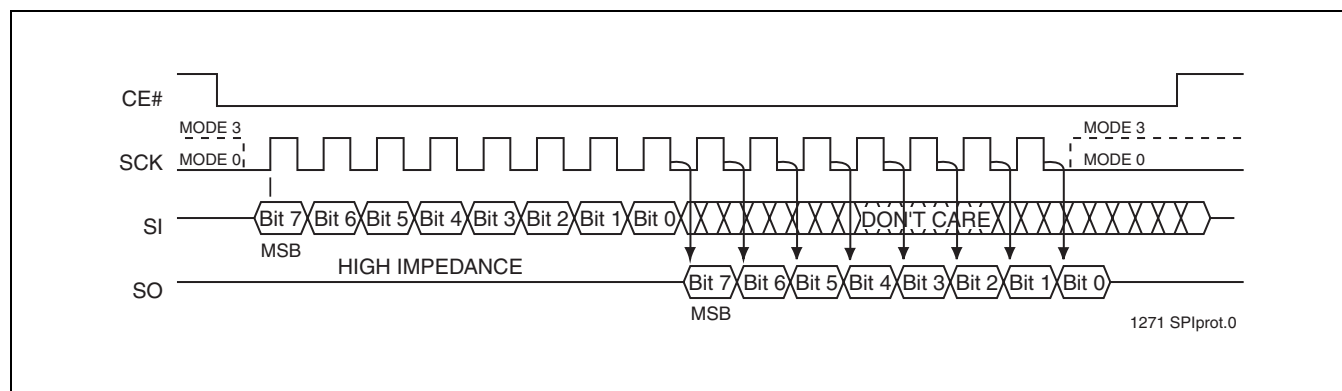 CE#
MODE 3 MODE 3
SCK MODE 0 MODE 0
SI Bit 7 Bit 6 Bit 5 Bit 4 Bit 3 Bit 2 Bit 1 Bit 0 DON'T CARE
MSB
HIGH IMPEDANCE
SO Bit 7 Bit 6 Bit 5 Bit 4 Bit 3 Bit 2 Bit 1 Bit 0
MSB
1271 SPIprot.0